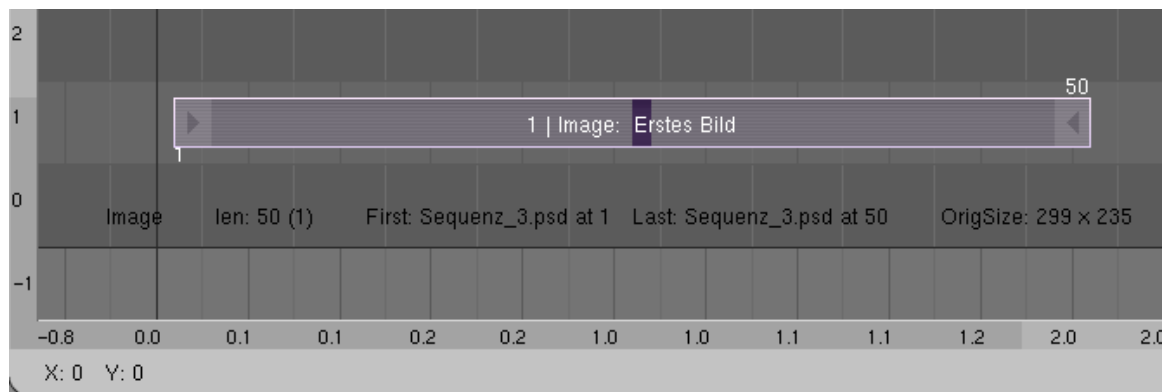 2
50
1
1 | Image: Erstes Bild
1
0
Image len: 50 (1) First: Sequenz_3.psd at 1 Last: Sequenz_3.psd at 50 OrigSize: 299 x 235
-1
-0.8 0.0 0.1 0.1 0.2 0.2 1.0 1.0 1.1 1.1 1.2 2.0 2.0
X: 0 Y: 0